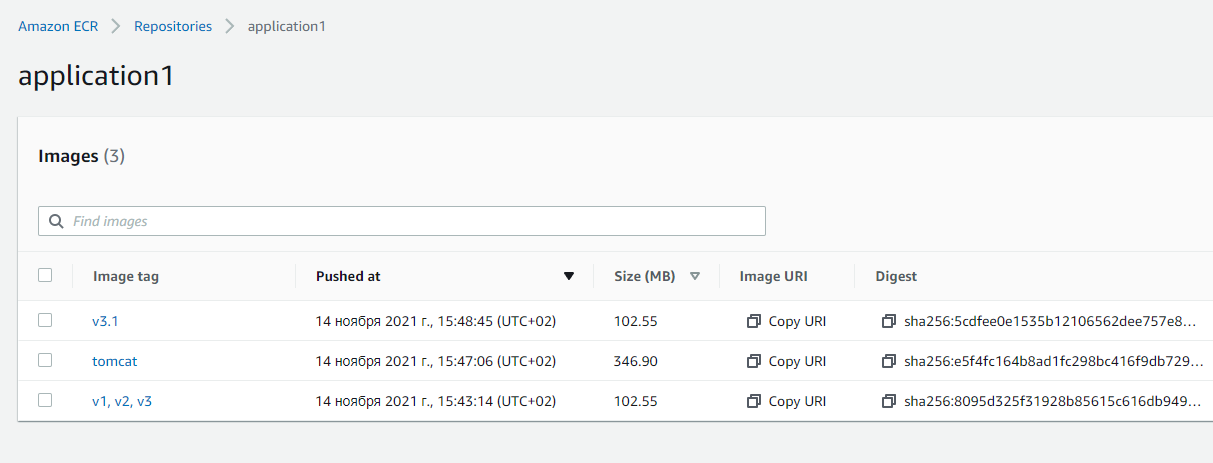 Amazon ECR > Repositories > application1
application1
Images (3)
Find images
Image tag Pushed at Size (MB) Image URI Digest
v3.1 14 ноября 2021 г., 15:48:45 (UTC+02) 102.55 Copy URI sha256:5cdfee0e1535b12106562dee757e8...
tomcat 14 ноября 2021 г., 15:47:06 (UTC+02) 346.90 Copy URI sha256:e5f4fc164b8ad1fc298bc416f9db729...
v1, v2, v3 14 ноября 2021 г., 15:43:14 (UTC+02) 102.55 Copy URI sha256:8095d325f31928b85615c616db949...